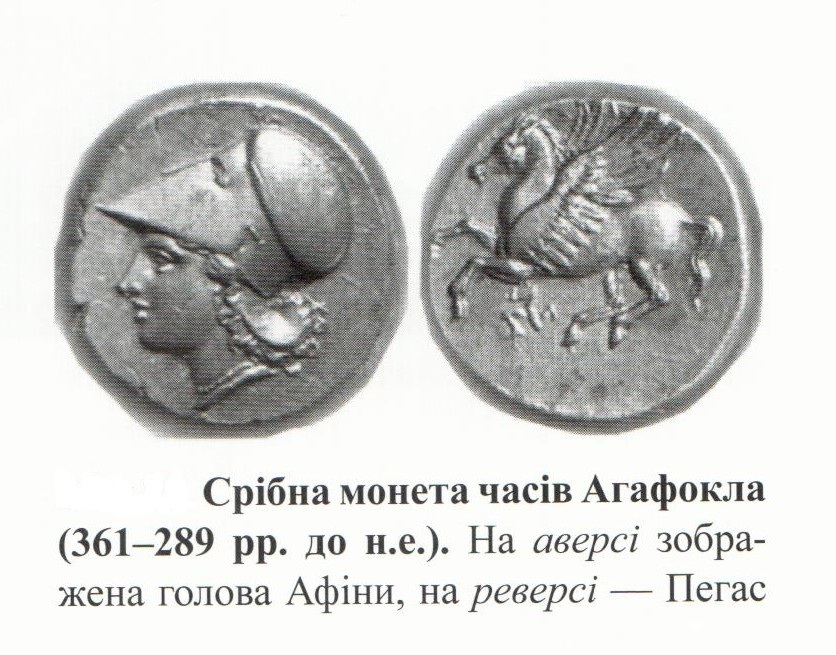 Срібна монета часів Агафокла
(361–289 рр. до н.е.). На аверсі зобра-
жена голова Афіни, на реверсі — Пегас